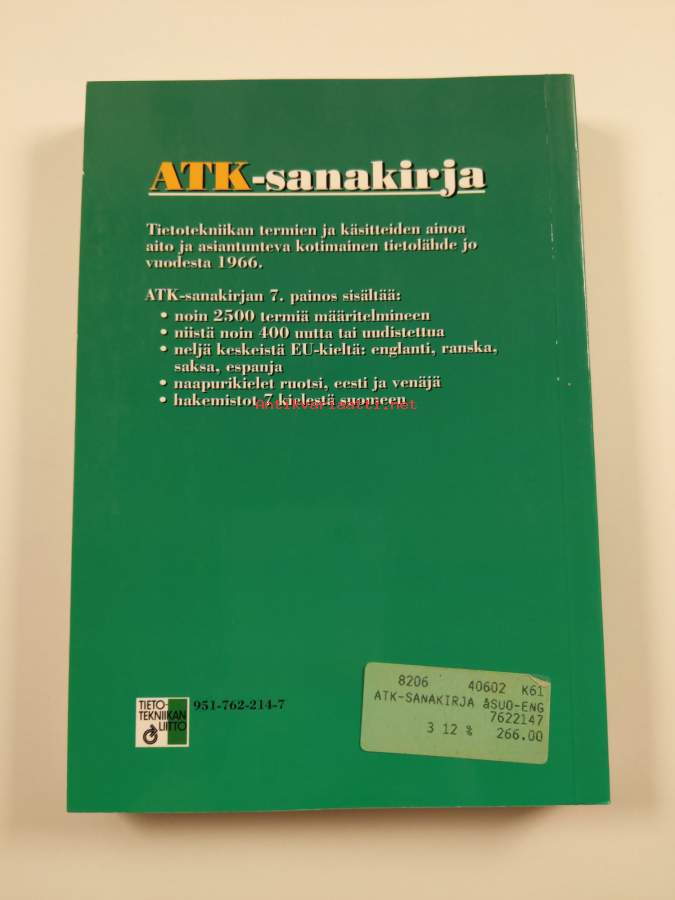 ATK-sanakirja
Tietotekniikan termien ja käsitteiden ainoa
aito ja asiantunteva kotimainen tietolähde jo
vuodesta 1966.
ATK-sanakirjan 7. painos sisältää:
• noin 2500 termiä määritelmineen
• niistä noin 400 uutta tai uudistettua
• neljä keskeistä EU-kieltä: englanti, ranska,
saksa, espanja
• naapurikielet ruotsi, eesti ja venäjä
• hakemistot 7 kielestä suomeen
Antikvariaatti.net
TIETO-
TEKNIIKAN
LIITTO
951-762-214-7
8206 40602 K61
ATK-SANAKIRJA åSUO-ENG
7622147
3 12 % 266.00